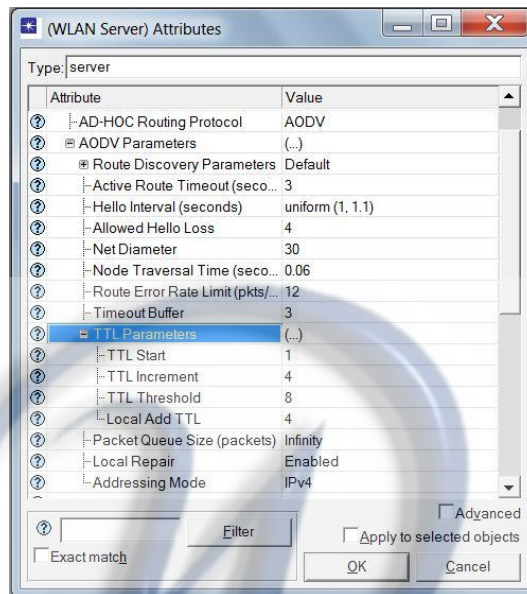 (WLAN Server) Attributes
Type: server
Attribute Value
AD-HOC Routing Protocol AODV
AODV Parameters (...)
Route Discovery Parameters Default
Active Route Timeout (seco... 3
Hello Interval (seconds) uniform (1, 1.1)
Allowed Hello Loss 4
Net Diameter 30
Node Traversal Time (seco... 0.06
Route Error Rate Limit (pkts/... 12
Timeout Buffer 3
TTL Parameters (...)
TTL Start 1
TTL Increment 4
TTL Threshold 8
Local Add TTL 4
Packet Queue Size (packets) Infinity
Local Repair Enabled
Addressing Mode IPv4
Advanced
Filter
Apply to selected objects
Exact match
OK Cancel